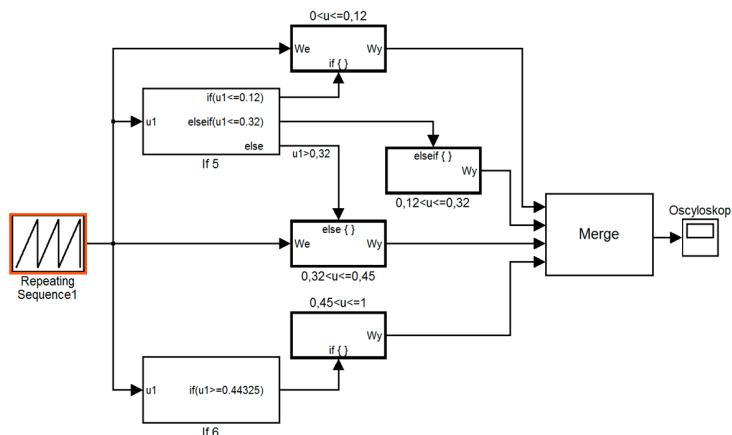 0<u<=0,12
We
Wy
if { }
u1
if(u1<=0.12)
elseif(u1<=0.32)
else
If 5
u1>0,32
elseif { }
Wy
0,12<u<=0,32
else { }
We
Wy
0,32<u<=0,45
Repeating
Sequence1
Merge
Oscyloskop
0,45<u<=1
Wy
if { }
u1
if(u1>=0.44325)
If 6